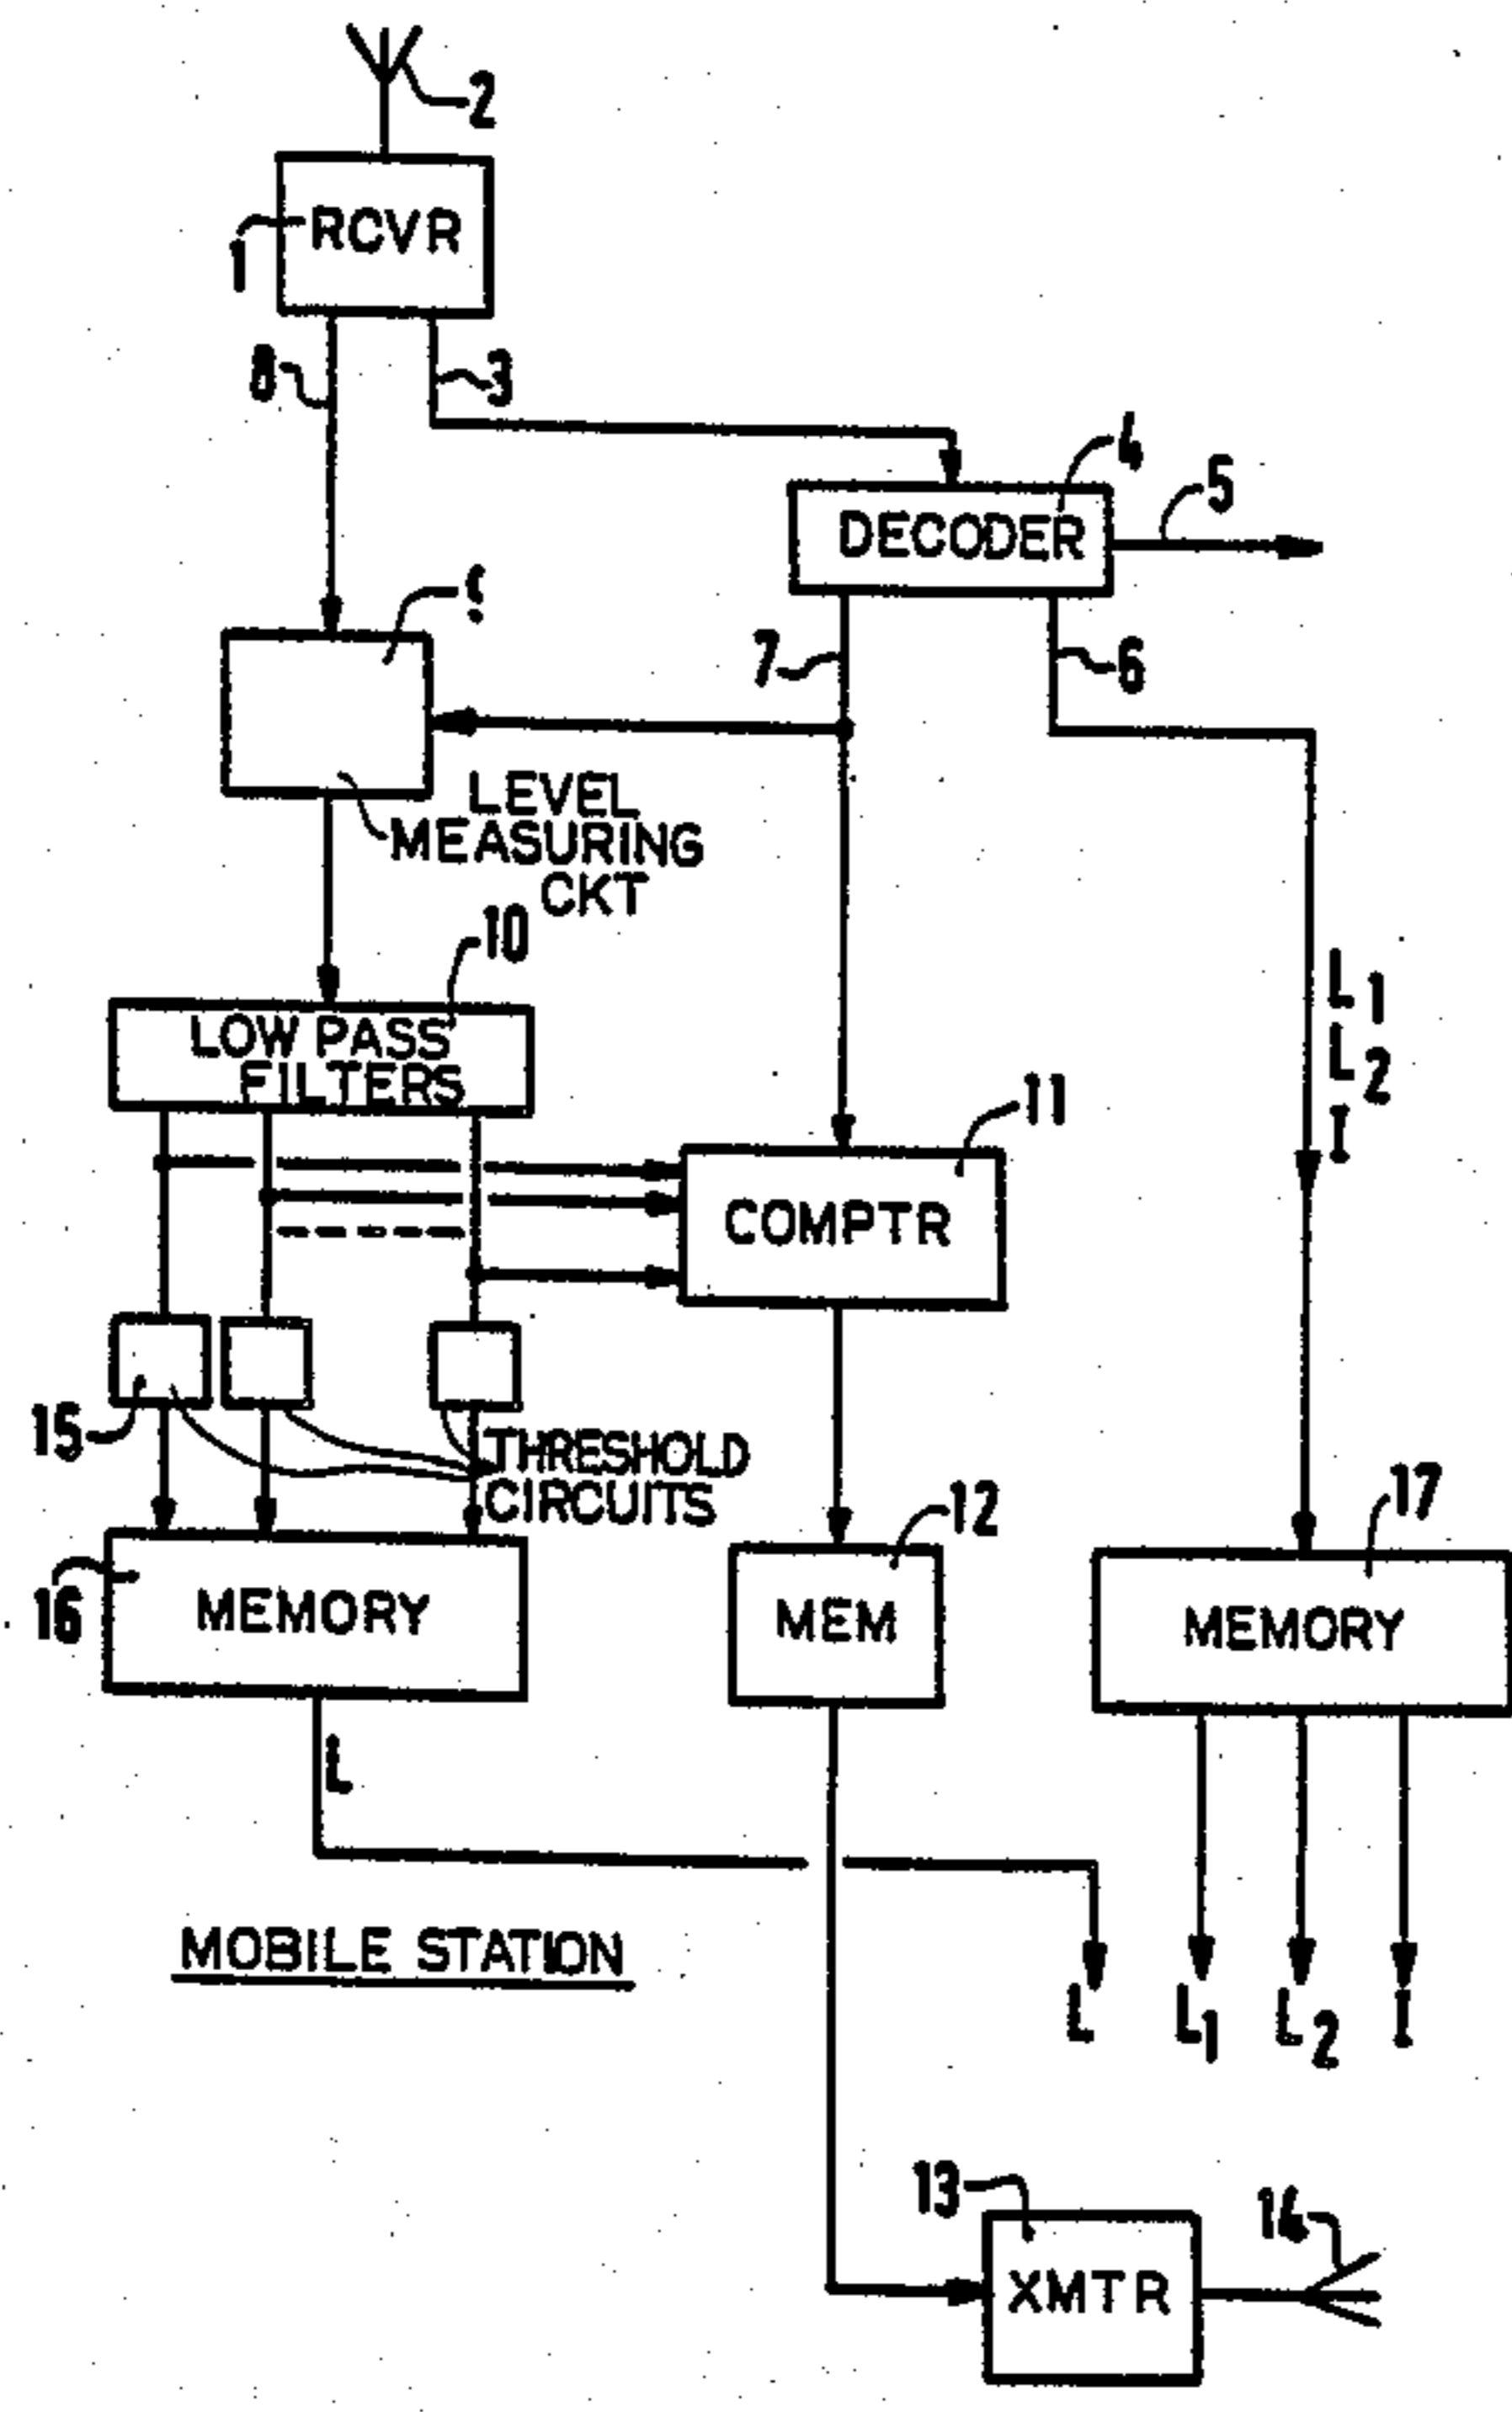 2
RCVR
1
8
3
4
DECODER
5
9
7
6
LEVEL
MEASURING
CKT
10
LOW PASS
FILTERS
L1
L2
I
11
COMPTR
15
THRESHOLD
CIRCUITS
12
17
16
MEMORY
MEM
MEMORY
L
MOBILE STATION
L
L1
L2
I
13
14
XMTR